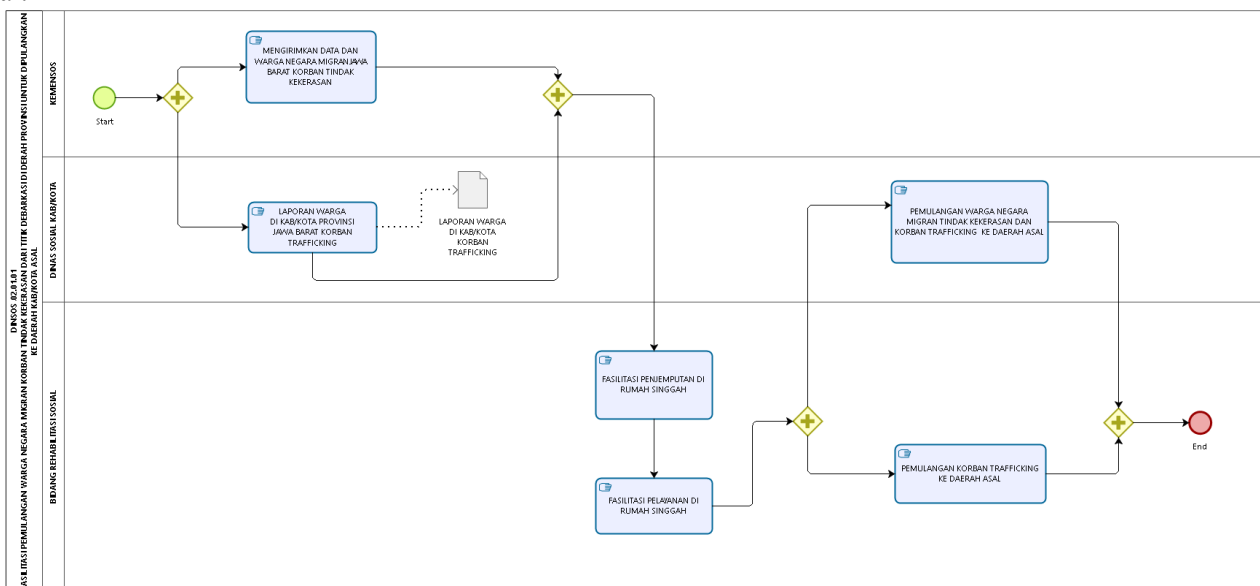 DINSOS .02.01.01
FASILITASI PEMULANGAN WARGA NEGARA MIGRAN KORBAN TINDAK KEKERASAN DARI TITIK DEBARKASI DI DERAH PROVINSI UNTUK DIPULANGKAN
KE DAERAH KAB/KOTA ASAL
KEMENSOS
Start
MENGIRIMKAN DATA DAN
WARGA NEGARA MIGRAN JAWA
BARAT KORBAN TINDAK
KEKERASAN
DINAS SOSIAL KAB/KOTA
LAPORAN WARGA
DI KAB/KOTA PROVINSI
JAWA BARAT KORBAN
TRAFFICKING
LAPORAN WARGA
DI KAB/KOTA
KORBAN
TRAFFICKING
PEMULANGAN WARGA NEGARA
MIGRAN TINDAK KEKERASAN DAN
KORBAN TRAFFICKING KE DAERAH ASAL
BIDANG REHABILITASI SOSIAL
FASILITASI PENJEMPUTAN DI
RUMAH SINGGAH
FASILITASI PELAYANAN DI
RUMAH SINGGAH
PEMULANGAN KORBAN TRAFFICKING
KE DAERAH ASAL
End